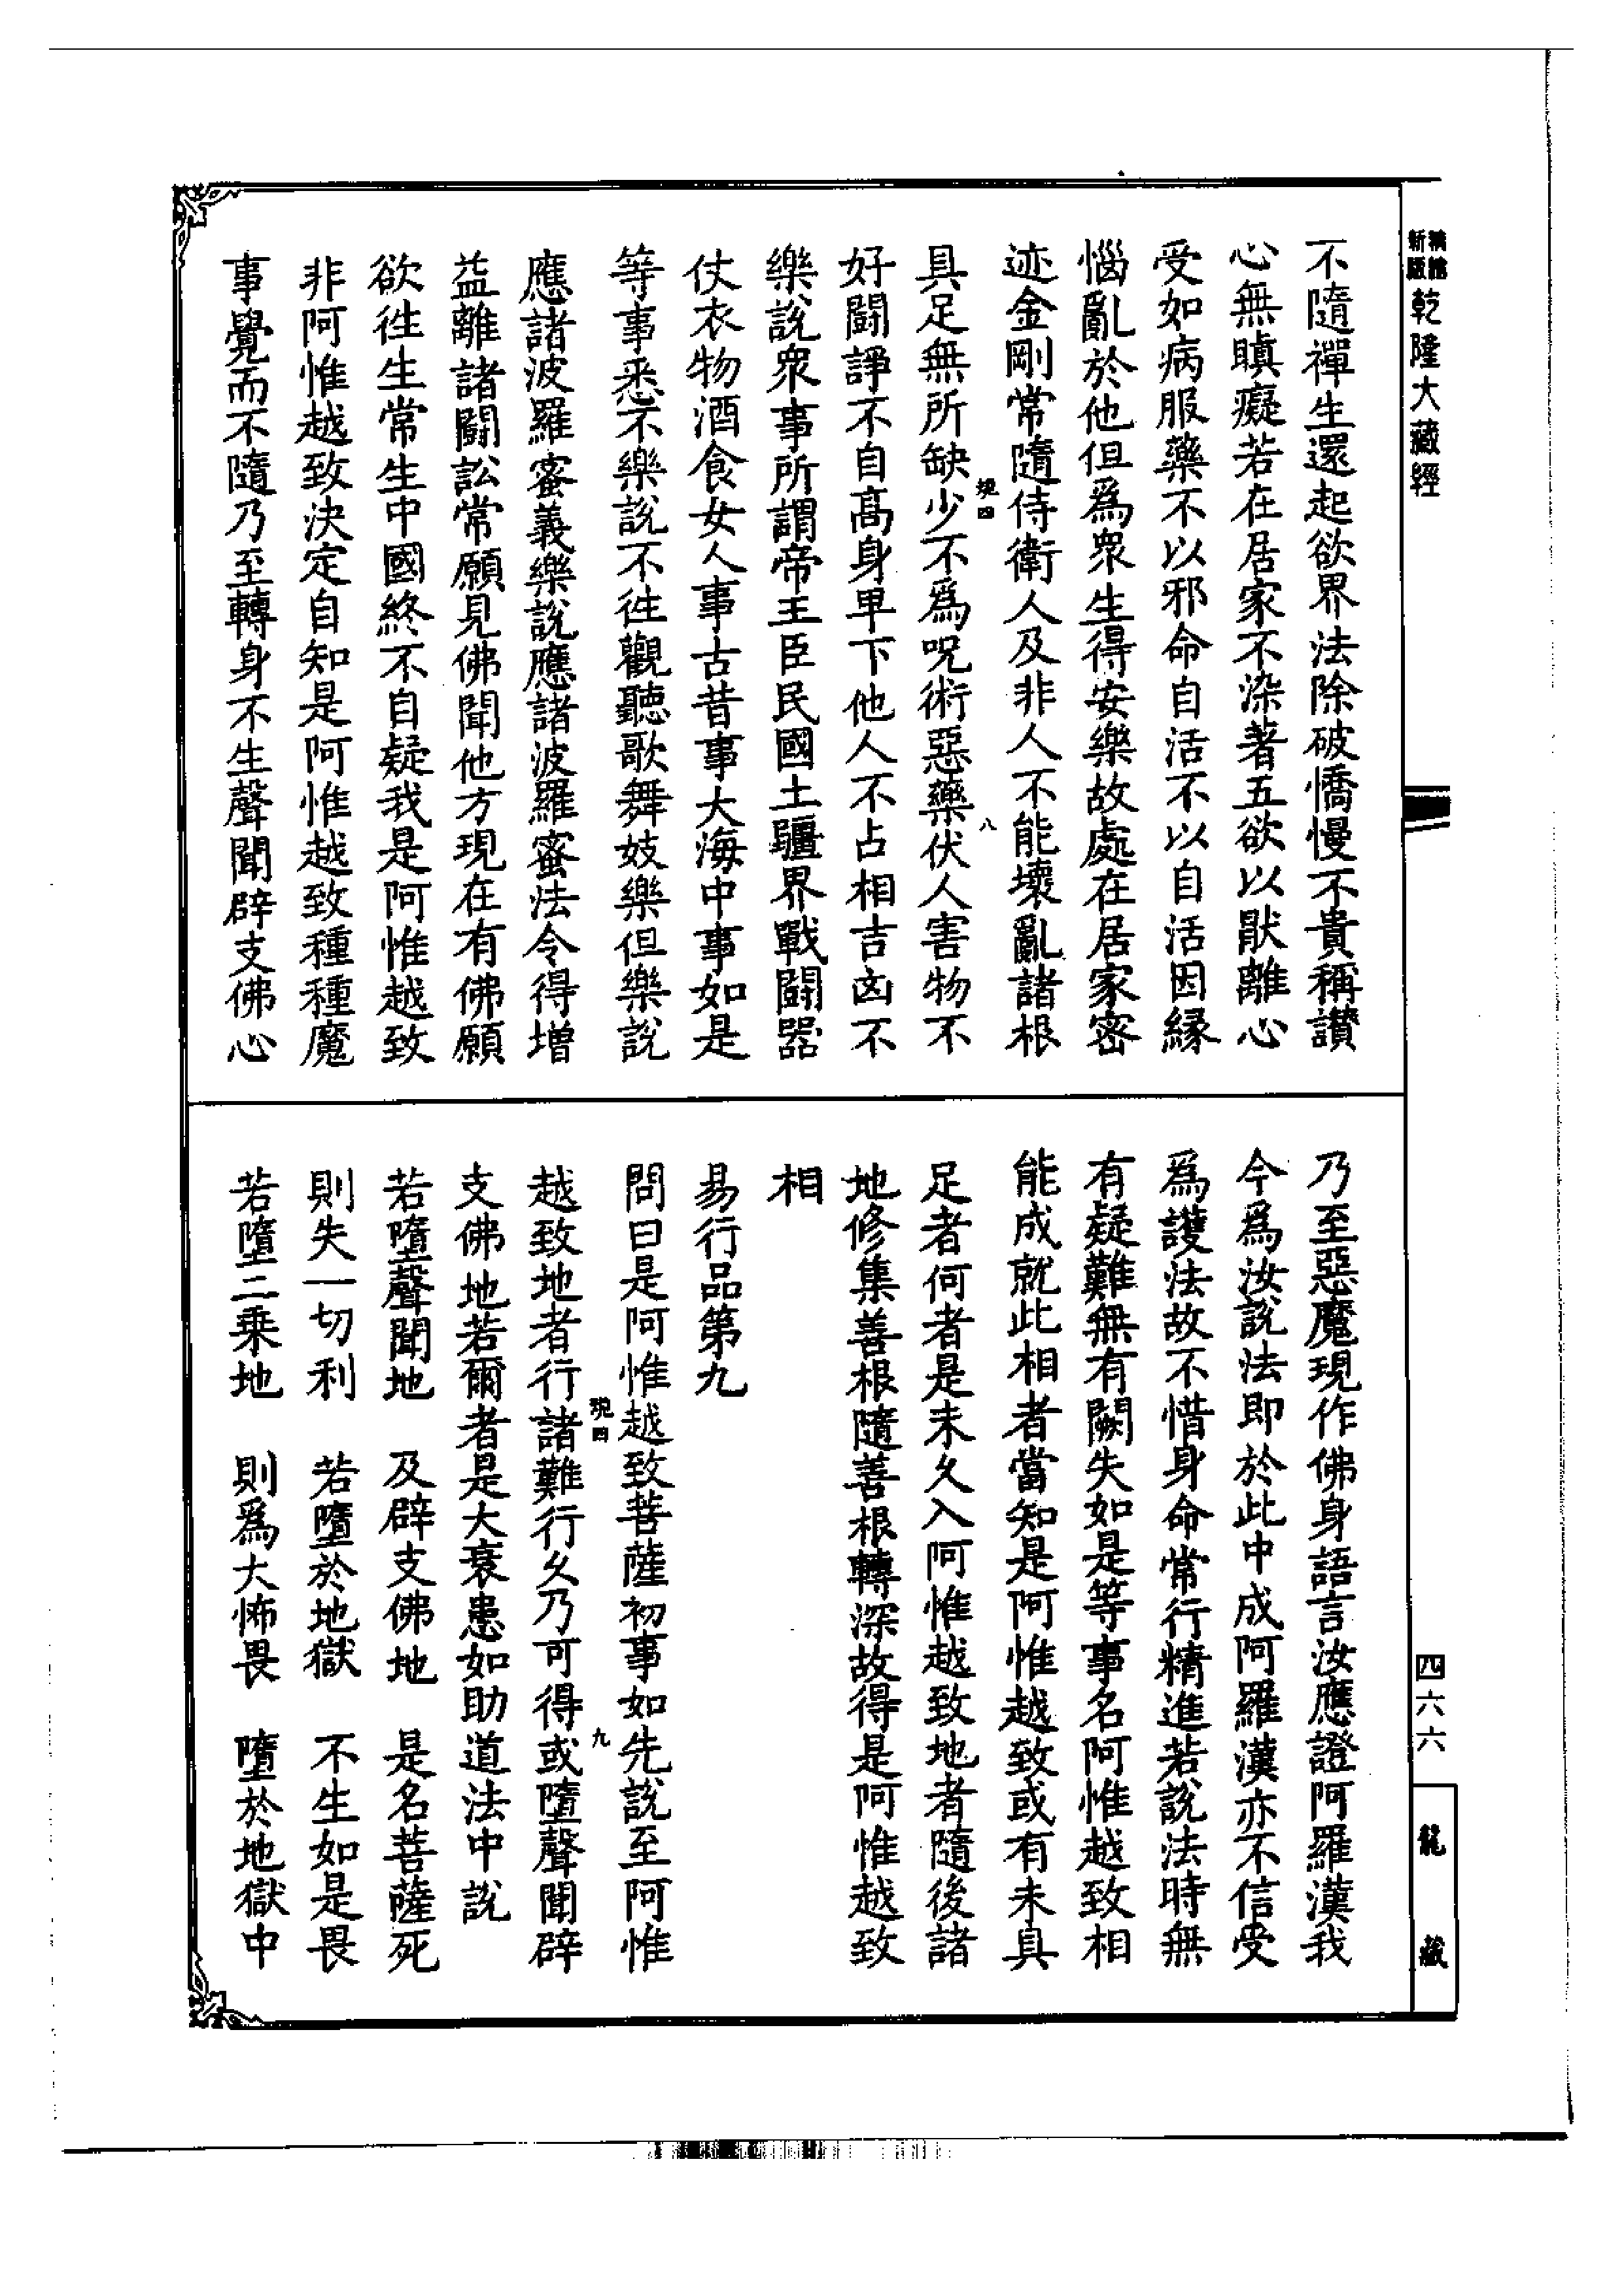 新版
乾隆大藏經
不隨禪生還起欲界法除破憍慢不貴稱讚
心無瞋癡若在居家不染著五欲以猒離心
受如病服藥不以邪命自活不以自活因緣
惱亂於他但為眾生得安樂故處在居家密
迹金剛常隨侍衛人及非人不能壞亂諸根
具足無所缺少不為呪術惡藥伏人害物不
好鬪諍不自高身卑下他人不占相吉凶不
樂說眾事所謂帝王臣民國土疆界戰鬪器
仗衣物酒食女人事古昔事大海中事如是
等事悉不樂說不往觀聽歌舞妓樂但樂說
應諸波羅蜜義樂說應諸波羅蜜法令得增
益離諸鬪訟常願見佛聞他方現在有佛願
欲往生常生中國終不自疑我是阿惟越致
非阿惟越致決定自知是阿惟越致種種魔
事覺而不隨乃至轉身不生聲聞辟支佛心
八
乃至惡魔現作佛身語言汝應證阿羅漢我
今為汝說法即於此中成阿羅漢亦不信受
為護法故不惜身命常行精進若說法時無
有疑難無有闕失如是等事名阿惟越致相
能成就此相者當知是阿惟越致或有未具
足者何者是未久入阿惟越致地者隨後諸
地修集善根隨善根轉深故得是阿惟越致
相
易行品第九
問曰是阿惟越致菩薩初事如先說至阿惟
越致地者行諸難行久乃可得或墮聲聞辟
支佛地若爾者是大衰患如助道法中說
若墮聲聞地　及辟支佛地　是名菩薩死
則失一切利　若墮於地獄　不生如是畏
若墮二乘地　則為大怖畏　墮於地獄中
九
四六六
龍藏